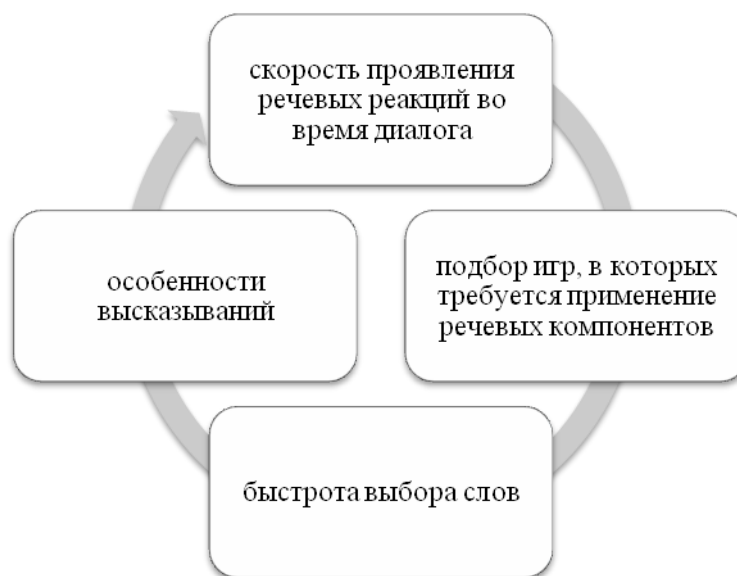 скорость проявления
речевых реакций во
время диалога
подбор игр, в которых
требуется применение
речевых компонентов
быстрота выбора слов
особенности
высказываний